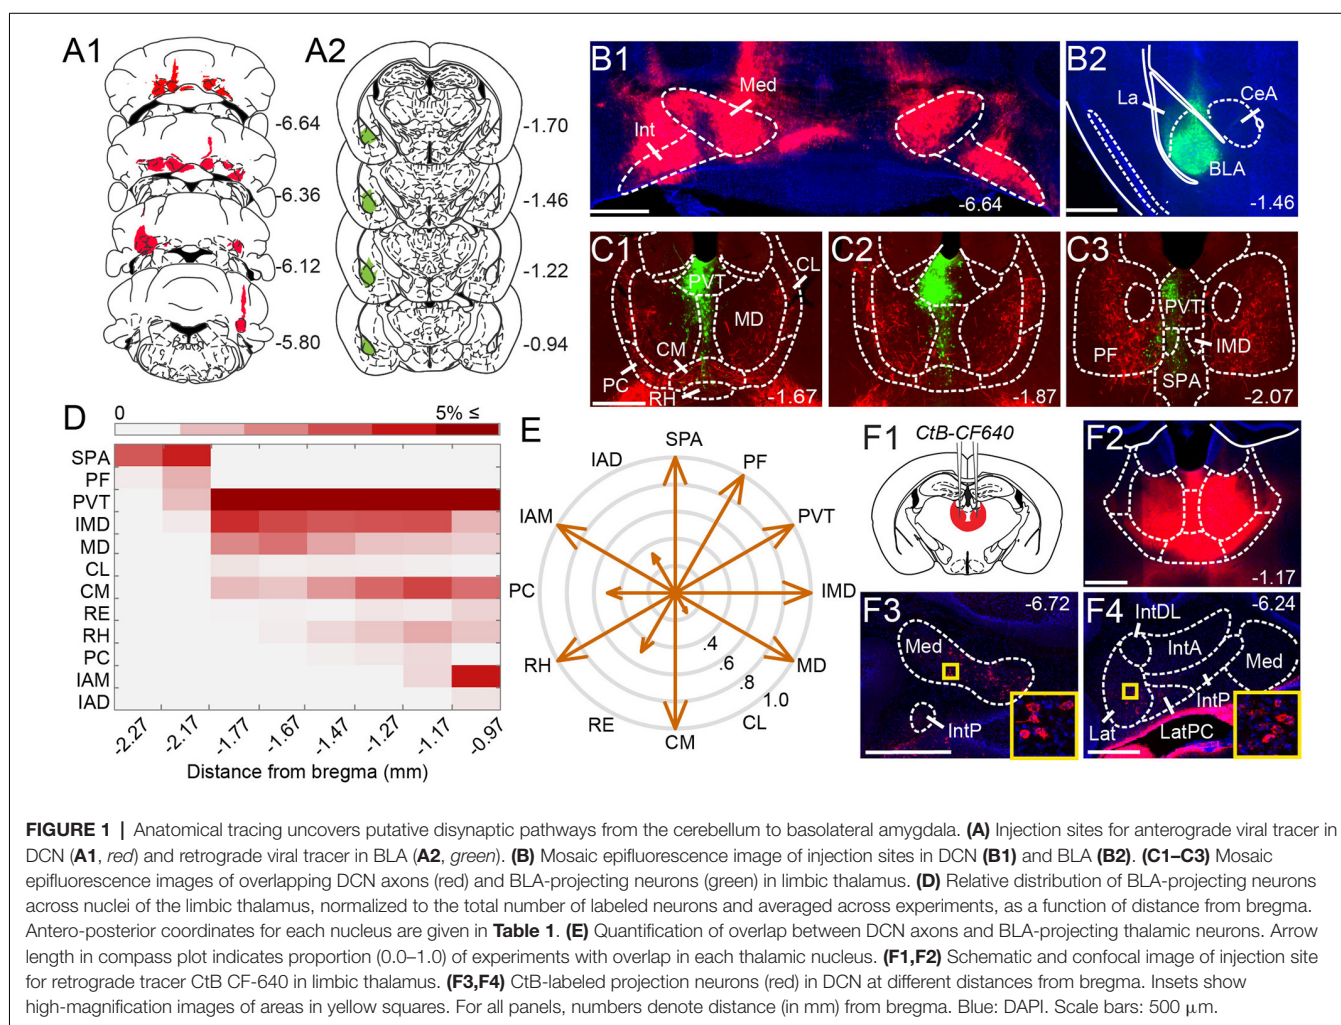 A1
-6.64
-6.36
-6.12
-5.80
A2
-1.70
-1.46
-1.22
-0.94
B1
Med
Int
-6.64
B2
La
CeA
BLA
-1.46
C1
PVT
CL
MD
CM
PC
RH
-1.67
C2
-1.87
C3
PVT
PF
IMD
SPA
-2.07
D
0
5% ≤
SPA
PF
PVT
IMD
MD
CL
CM
RE
RH
PC
IAM
IAD
-2.27
-2.17
-1.77
-1.67
-1.47
-1.27
-1.17
-0.97
Distance from bregma (mm)
E
SPA
PF
PVT
IMD
MD
CL
CM
RE
RH
PC
IAM
IAD
.4
.6
.8
1.0
F1
CtB-CF640
F2
-1.17
F3
-6.72
Med
IntP
F4
-6.24
IntDL
IntA
Med
IntP
Lat
LatPC
FIGURE 1 | Anatomical tracing uncovers putative disynaptic pathways from the cerebellum to basolateral amygdala. (A) Injection sites for anterograde viral tracer in
DCN (A1, red) and retrograde viral tracer in BLA (A2, green). (B) Mosaic epifluorescence image of injection sites in DCN (B1) and BLA (B2). (C1–C3) Mosaic
epifluorescence images of overlapping DCN axons (red) and BLA-projecting neurons (green) in limbic thalamus. (D) Relative distribution of BLA-projecting neurons
across nuclei of the limbic thalamus, normalized to the total number of labeled neurons and averaged across experiments, as a function of distance from bregma.
Antero-posterior coordinates for each nucleus are given in Table 1. (E) Quantification of overlap between DCN axons and BLA-projecting thalamic neurons. Arrow
length in compass plot indicates proportion (0.0–1.0) of experiments with overlap in each thalamic nucleus. (F1,F2) Schematic and confocal image of injection site
for retrograde tracer CtB CF-640 in limbic thalamus. (F3,F4) CtB-labeled projection neurons (red) in DCN at different distances from bregma. Insets show
high-magnification images of areas in yellow squares. For all panels, numbers denote distance (in mm) from bregma. Blue: DAPI. Scale bars: 500 μm.